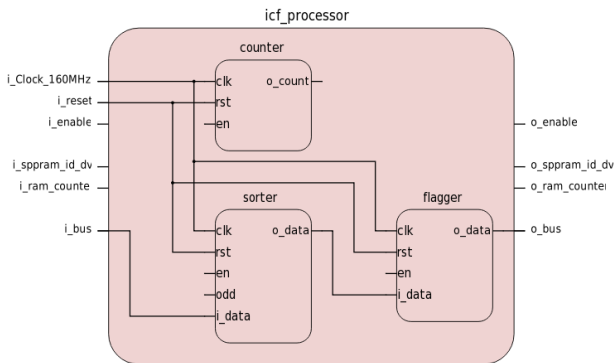 icf_processor
counter
i_Clock_160MHz clk o_count
i_reset rst
i_enable en o_enable
i_sppram_id_dv o_sppram_id_dv
i_ram_counte o_ram_counter
sorter flagger
i_bus clk o_data clk o_data o_bus
rst rst
en en
odd i_data
i_data